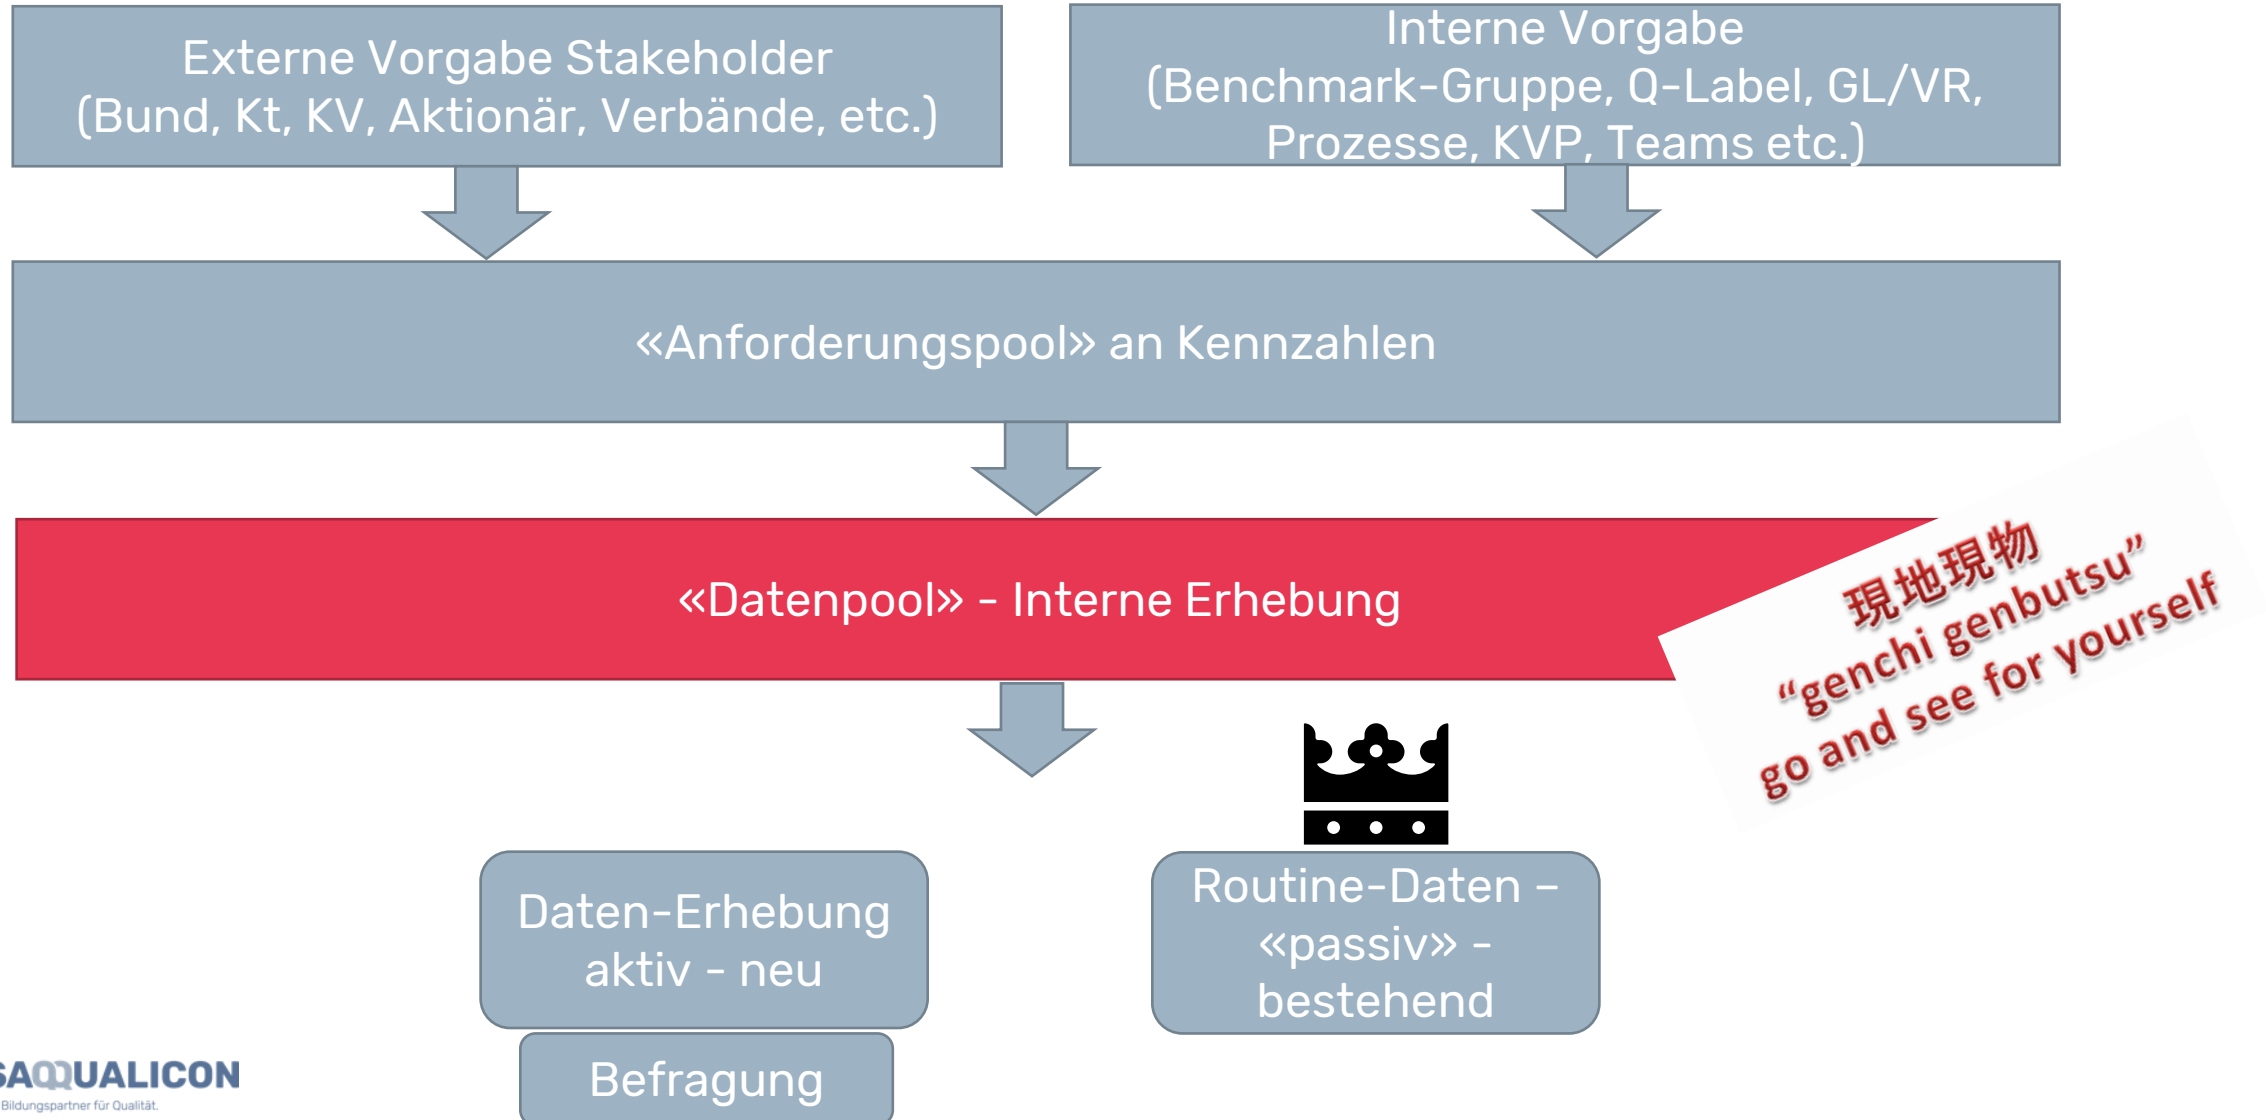 Externe Vorgabe Stakeholder
(Bund, Kt, KV, Aktionär, Verbände, etc.)
Interne Vorgabe
(Benchmark-Gruppe, Q-Label, GL/VR,
Prozesse, KVP, Teams etc.)
«Anforderungspool» an Kennzahlen
«Datenpool» - Interne Erhebung
現地現物
“genchi genbutsu”
go and see for yourself
Daten-Erhebung
aktiv - neu
Befragung
Routine-Daten –
«passiv» -
bestehend
SAQQUALICON
Bildungspartner für Qualität.